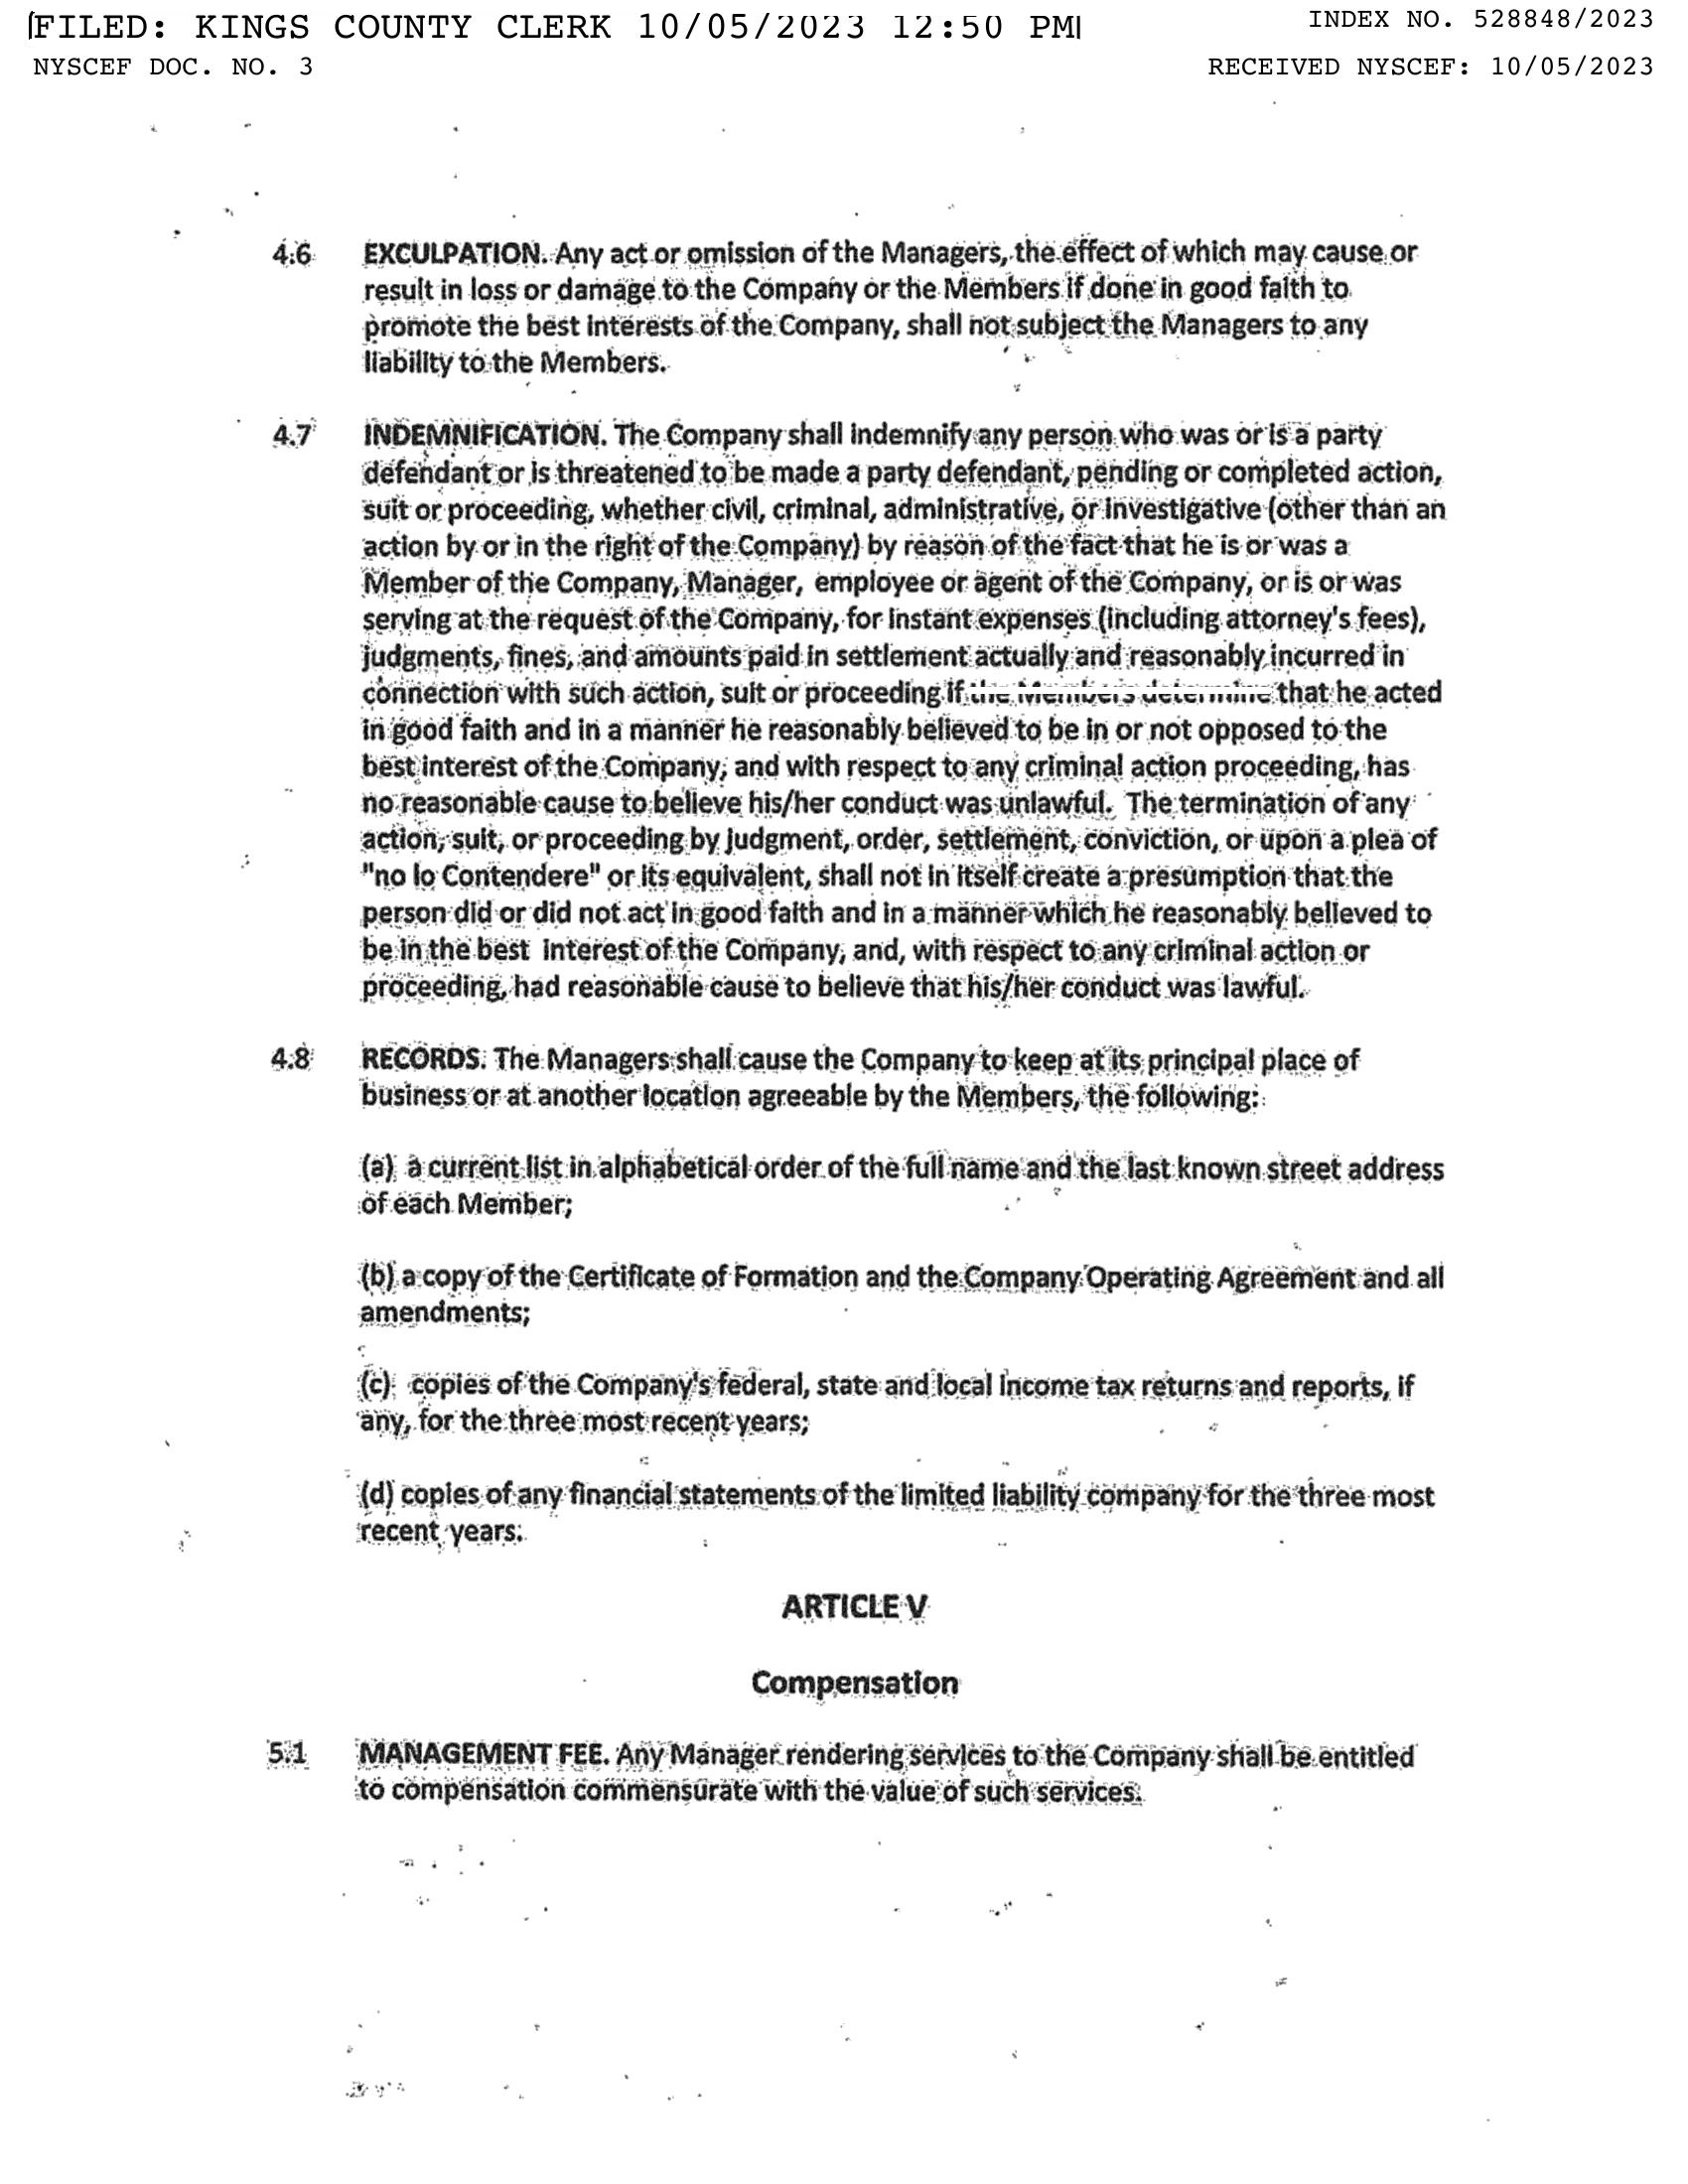 FILED: KINGS COUNTY CLERK 10/05/2023 12:50 PM
INDEX NO. 528848/2023
NYSCEF DOC. NO. 3
RECEIVED NYSCEF: 10/05/2023
4.6 EXCULPATION. Any act or omission of the Managers, the effect of which may cause or
result in loss or damage to the Company or the Members if done in good faith to
promote the best interests of the Company, shall not subject the Managers to any
liability to the Members.
4.7 INDEMNIFICATION. The Company shall indemnify any person who was or is a party
defendant or is threatened to be made a party defendant, pending or completed action,
suit or proceeding, whether civil, criminal, administrative, or investigative (other than an
action by or in the right of the Company) by reason of the fact that he is or was a
Member of the Company, Manager, employee or agent of the Company, or is or was
serving at the request of the Company, for instant expenses (including attorney's fees),
judgments, fines, and amounts paid in settlement actually and reasonably incurred in
connection with such action, suit or proceeding if that he acted
in good faith and in a manner he reasonably believed to be in or not opposed to the
best interest of the Company, and with respect to any criminal action proceeding, has
no reasonable cause to believe his/her conduct was unlawful. The termination of any
action, suit, or proceeding by judgment, order, settlement, conviction, or upon a plea of
"no lo Contendere" or its equivalent, shall not in itself create a presumption that the
person did or did not act in good faith and in a manner which he reasonably believed to
be in the best interest of the Company, and, with respect to any criminal action or
proceeding, had reasonable cause to believe that his/her conduct was lawful.
4.8 RECORDS. The Managers shall cause the Company to keep at its principal place of
business or at another location agreeable by the Members, the following:
(a) a current list in alphabetical order of the full name and the last known street address
of each Member;
(b) a copy of the Certificate of Formation and the Company Operating Agreement and all
amendments;
(c) copies of the Company's federal, state and local income tax returns and reports, if
any, for the three most recent years;
(d) copies of any financial statements of the limited liability company for the three most
recent years.
ARTICLE V
Compensation
5.1 MANAGEMENT FEE. Any Manager rendering services to the Company shall be entitled
to compensation commensurate with the value of such services.